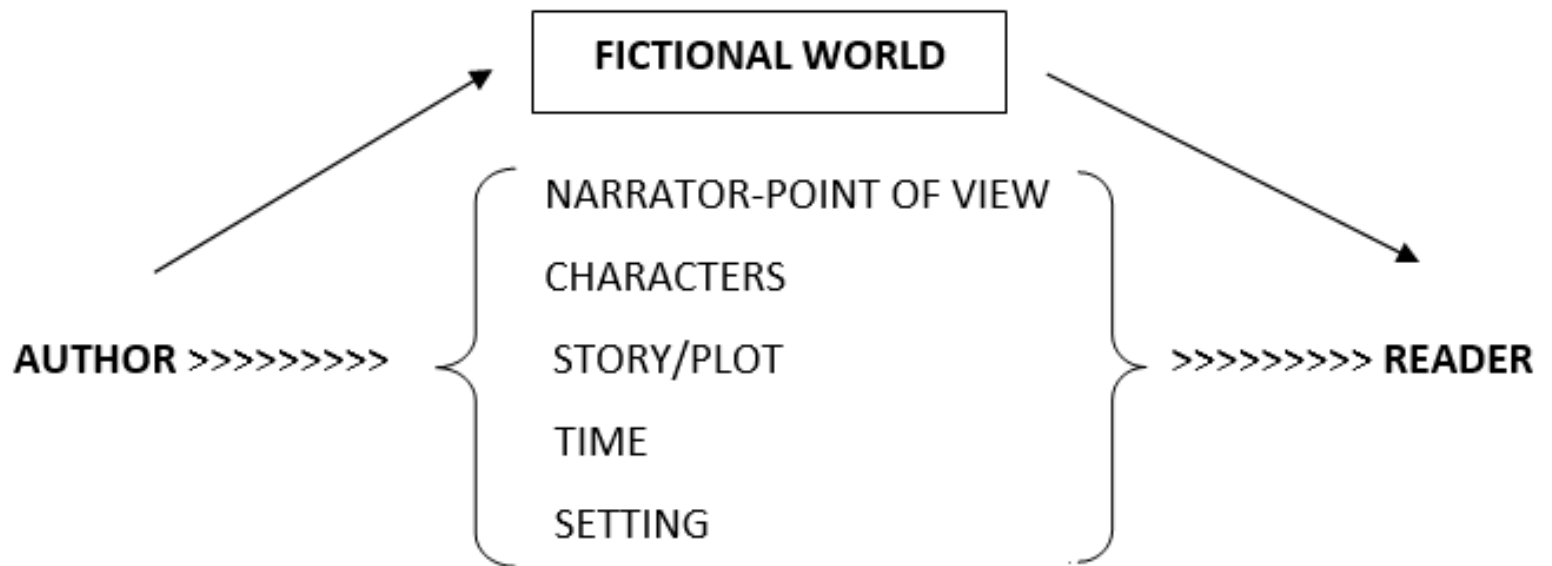 FICTIONAL WORLD
NARRATOR-POINT OF VIEW
CHARACTERS
AUTHOR >>>>>>>>> STORY/PLOT >>>>>>>>> READER
TIME
SETTING